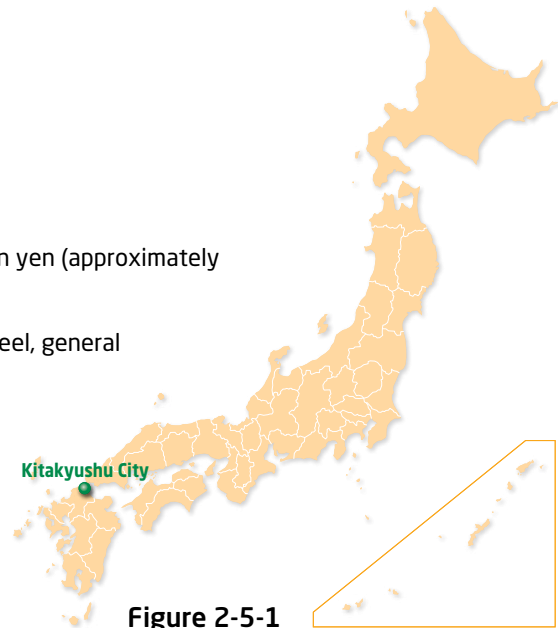 n yen (approximately
eel, general
Kitakyushu City
Figure 2-5-1